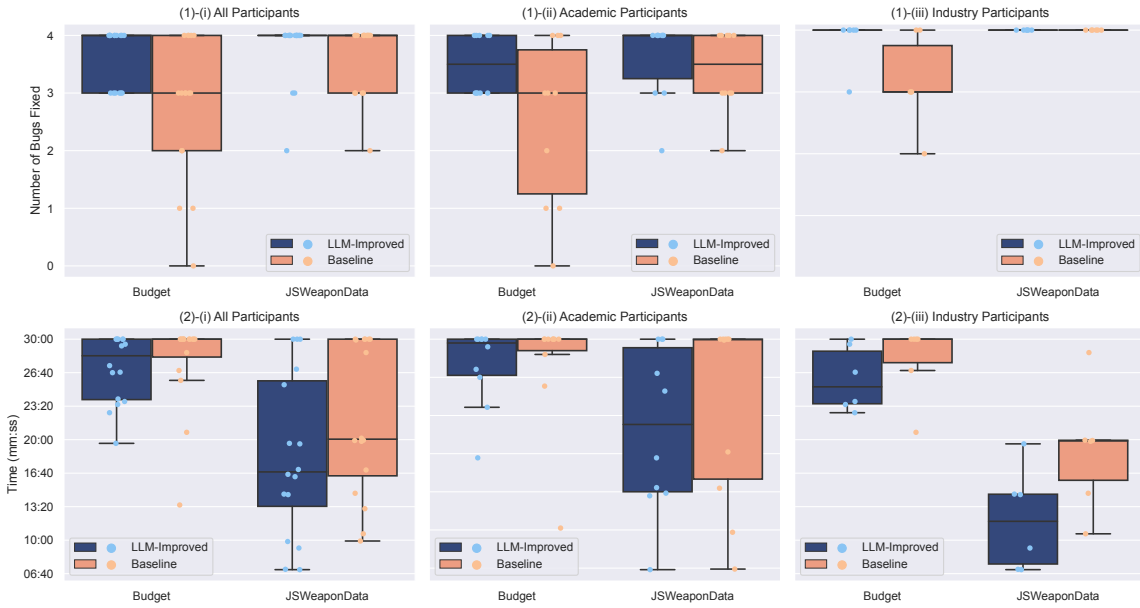 (1)-(i) All Participants
(1)-(ii) Academic Participants
(1)-(iii) Industry Participants
Number of Bugs Fixed
4
3
2
1
0
LLM-Improved
Baseline
LLM-Improved
Baseline
LLM-Improved
Baseline
Budget
JSWeaponData
Budget
JSWeaponData
Budget
JSWeaponData
(2)-(i) All Participants
(2)-(ii) Academic Participants
(2)-(iii) Industry Participants
Time (mm:ss)
30:00
26:40
23:20
20:00
16:40
13:20
10:00
06:40
LLM-Improved
Baseline
LLM-Improved
Baseline
LLM-Improved
Baseline
Budget
JSWeaponData
Budget
JSWeaponData
Budget
JSWeaponData